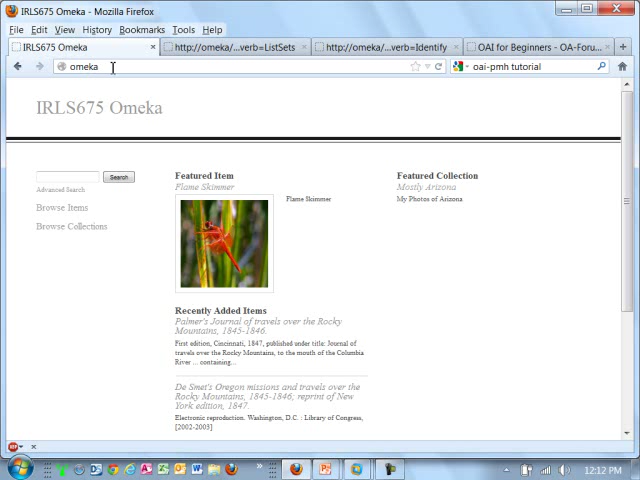 IRLS675 Omeka - Mozilla Firefox
File Edit View History Bookmarks Tools Help
IRLS675 Omeka
http://omeka/...verb=ListSets
http://omeka/...verb=Identify
OAI for Beginners - OA-Foru...
omeka
oai-pmh tutorial
IRLS675 Omeka
Search
Advanced Search
Browse Items
Browse Collections
Featured Item
Flame Skimmer
Flame Skimmer
Recently Added Items
Palmer's Journal of travels over the Rocky
Mountains, 1845-1846.
First edition, Cincinnati, 1847, published under title: Journal of
travels over the Rocky Mountains, to the mouth of the Columbia
River ... containing...
De Smet's Oregon missions and travels over the
Rocky Mountains, 1845-1846; reprint of
New York edition, 1847.
Electronic reproduction. Washington, D.C. : Library of Congress,
[2002-2003]
Featured Collection
Mostly Arizona
My Photos of Arizona
12:12 PM